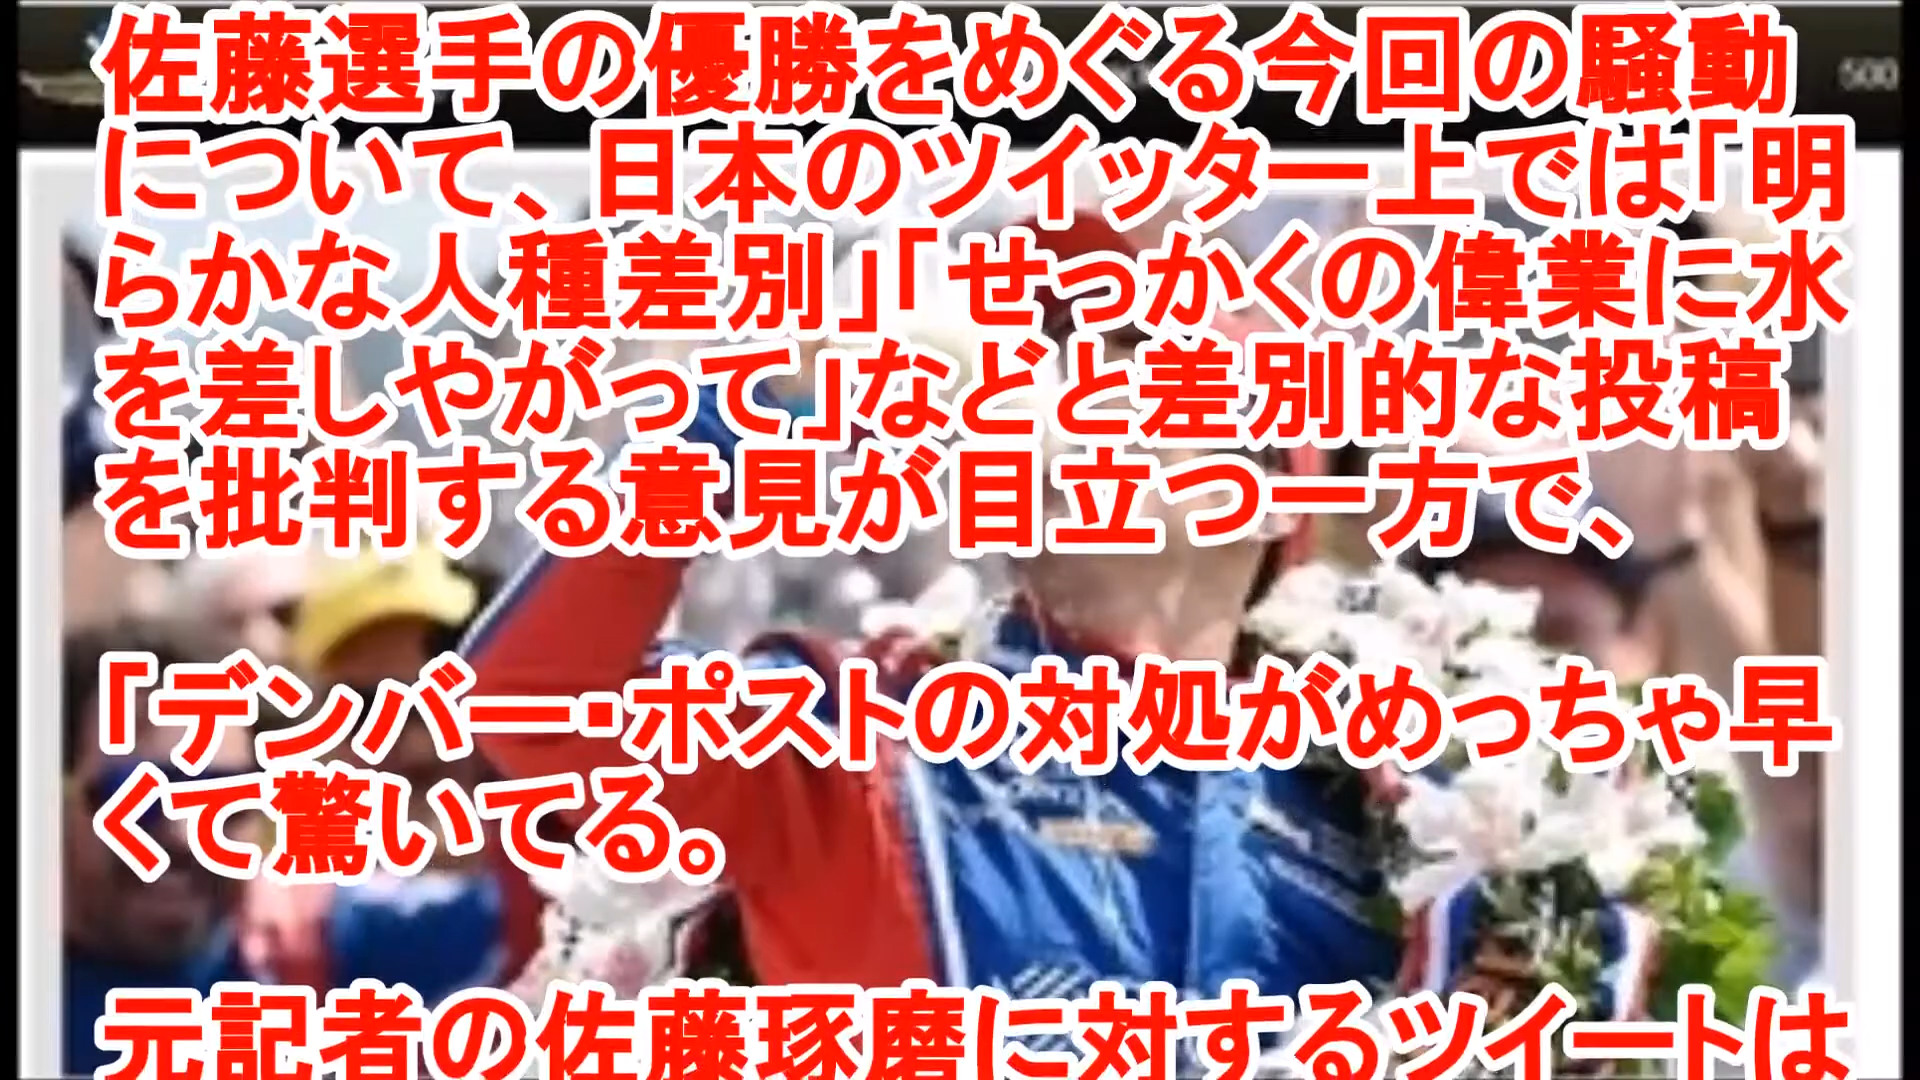 500
佐藤選手の優勝をめぐる今回の騒動
について、日本のツイッター上では「明
らかな人種差別」「せっかくの偉業に水
を差しやがって」などと差別的な投稿
を批判する意見が目立つ一方で、
「デンバー・ポストの対処がめっちゃ早
くて驚いてる。
元記者の佐藤琢磨に対するツイートは